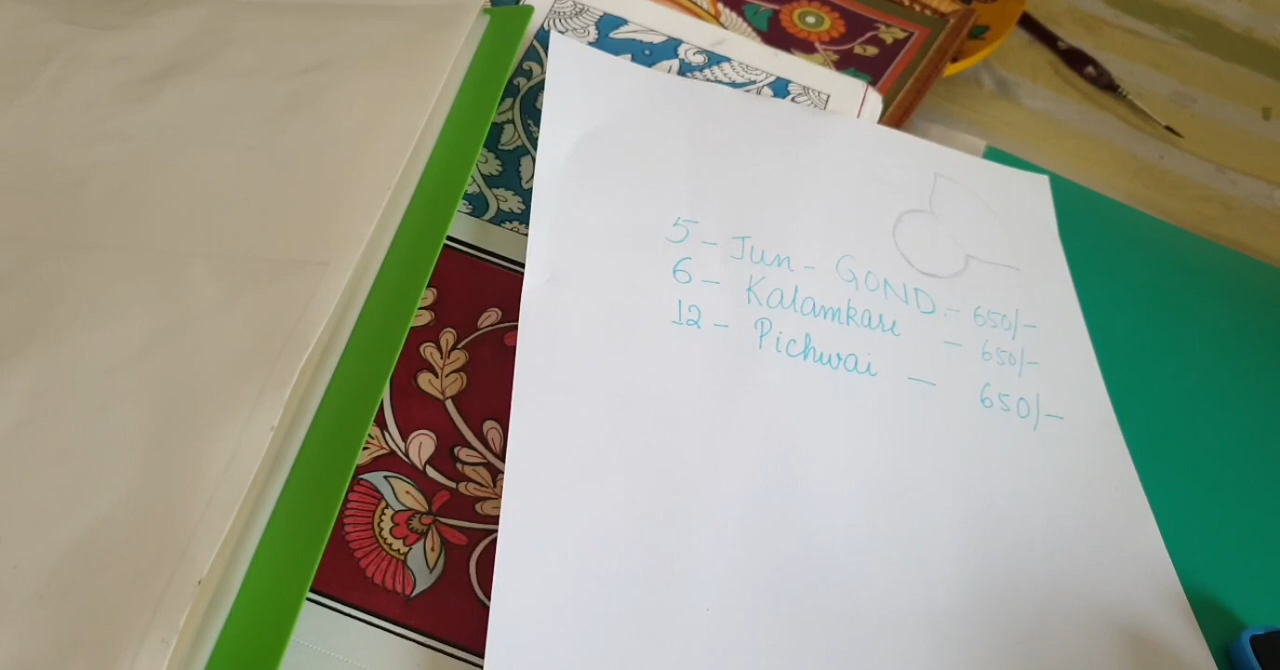 5 - Jun - GOND - 650/-
6 - Kalamkari - 650/-
12 - Pichwai - 650/-